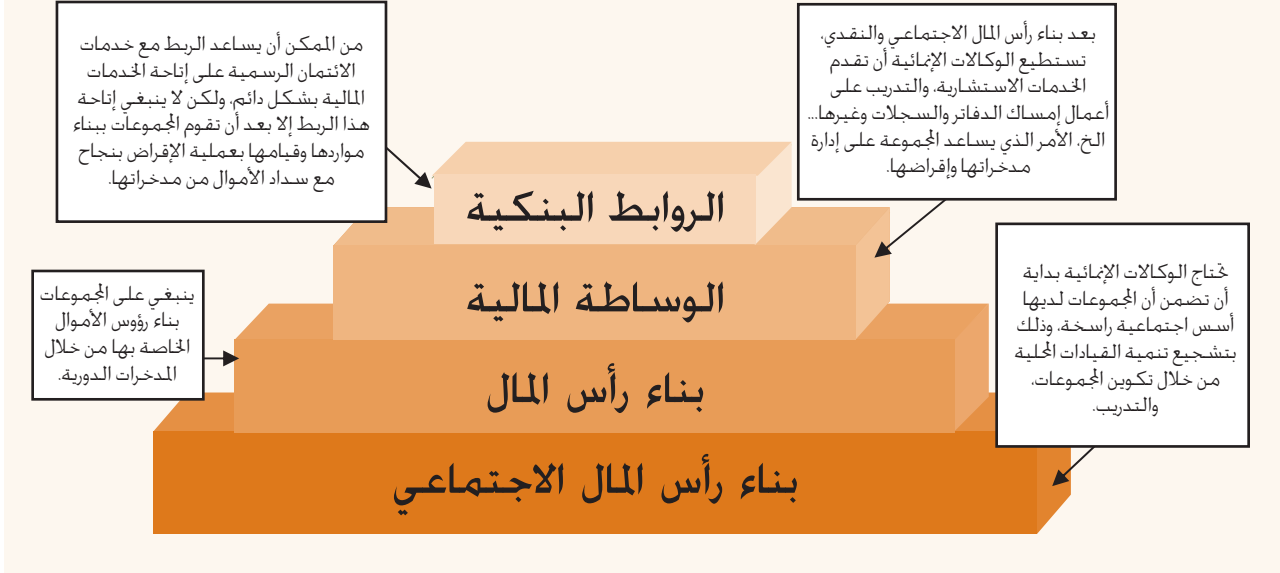 من الممكن أن يساعد الربط مع خدمات
الائتمان الرسمية على إتاحة الخدمات
المالية بشكل دائم، ولكن لا ينبغي إتاحة
هذا الربط إلا بعد أن تقوم المجموعات ببناء
مواردها وقيامها بعملية الإقراض بنجاح
مع سداد الأموال من مدخراتها.
بعد بناء رأس المال الاجتماعي والنقدي،
تستطيع الوكالات الإنمائية أن تقدم
الخدمات الاستشارية، والتدريب على
أعمال إمساك الدفاتر والسجلات وغيرها...
الخ، الأمر الذي يساعد المجموعة على إدارة
مدخراتها وإقراضها.
الروابط البنكية
الوساطة المالية
ينبغي على المجموعات
بناء رؤوس الأموال
الخاصة بها من خلال
المدخرات الدورية.
بناء رأس المال
تحتاج الوكالات الإنمائية بداية
أن تضمن أن المجموعات لديها
أسس اجتماعية راسخة، وذلك
بتشجيع تنمية القيادات المحلية
من خلال تكوين المجموعات،
والتدريب.
بناء رأس المال الاجتماعي